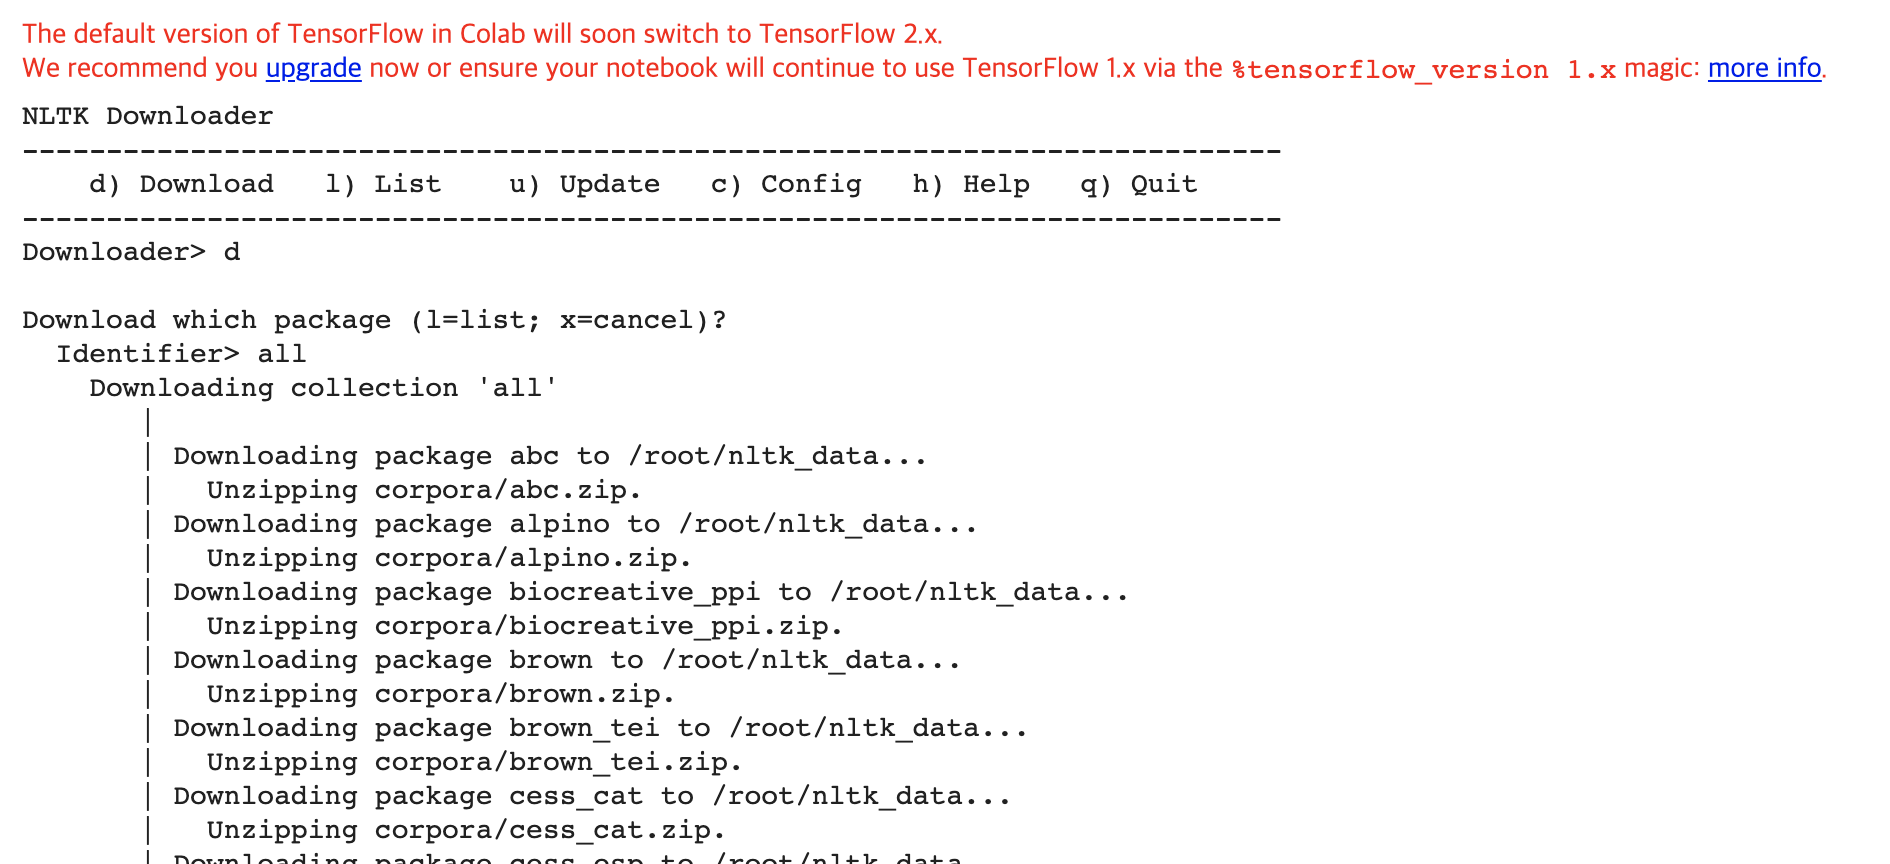 The default version of TensorFlow in Colab will soon switch to TensorFlow 2.x.
We recommend you upgrade now or ensure your notebook will continue to use TensorFlow 1.x via the %tensorflow_version 1.x magic: more info.
NLTK Downloader
---------------------------------------------------------------------------
    d) Download   l) List    u) Update   c) Config   h) Help   q) Quit
---------------------------------------------------------------------------
Downloader> d

Download which package (l=list; x=cancel)?
  Identifier> all
    Downloading collection 'all'
       |
       | Downloading package abc to /root/nltk_data...
       |   Unzipping corpora/abc.zip.
       | Downloading package alpino to /root/nltk_data...
       |   Unzipping corpora/alpino.zip.
       | Downloading package biocreative_ppi to /root/nltk_data...
       |   Unzipping corpora/biocreative_ppi.zip.
       | Downloading package brown to /root/nltk_data...
       |   Unzipping corpora/brown.zip.
       | Downloading package brown_tei to /root/nltk_data...
       |   Unzipping corpora/brown_tei.zip.
       | Downloading package cess_cat to /root/nltk_data...
       |   Unzipping corpora/cess_cat.zip.
       | Downloading package cess_esp to /root/nltk_data